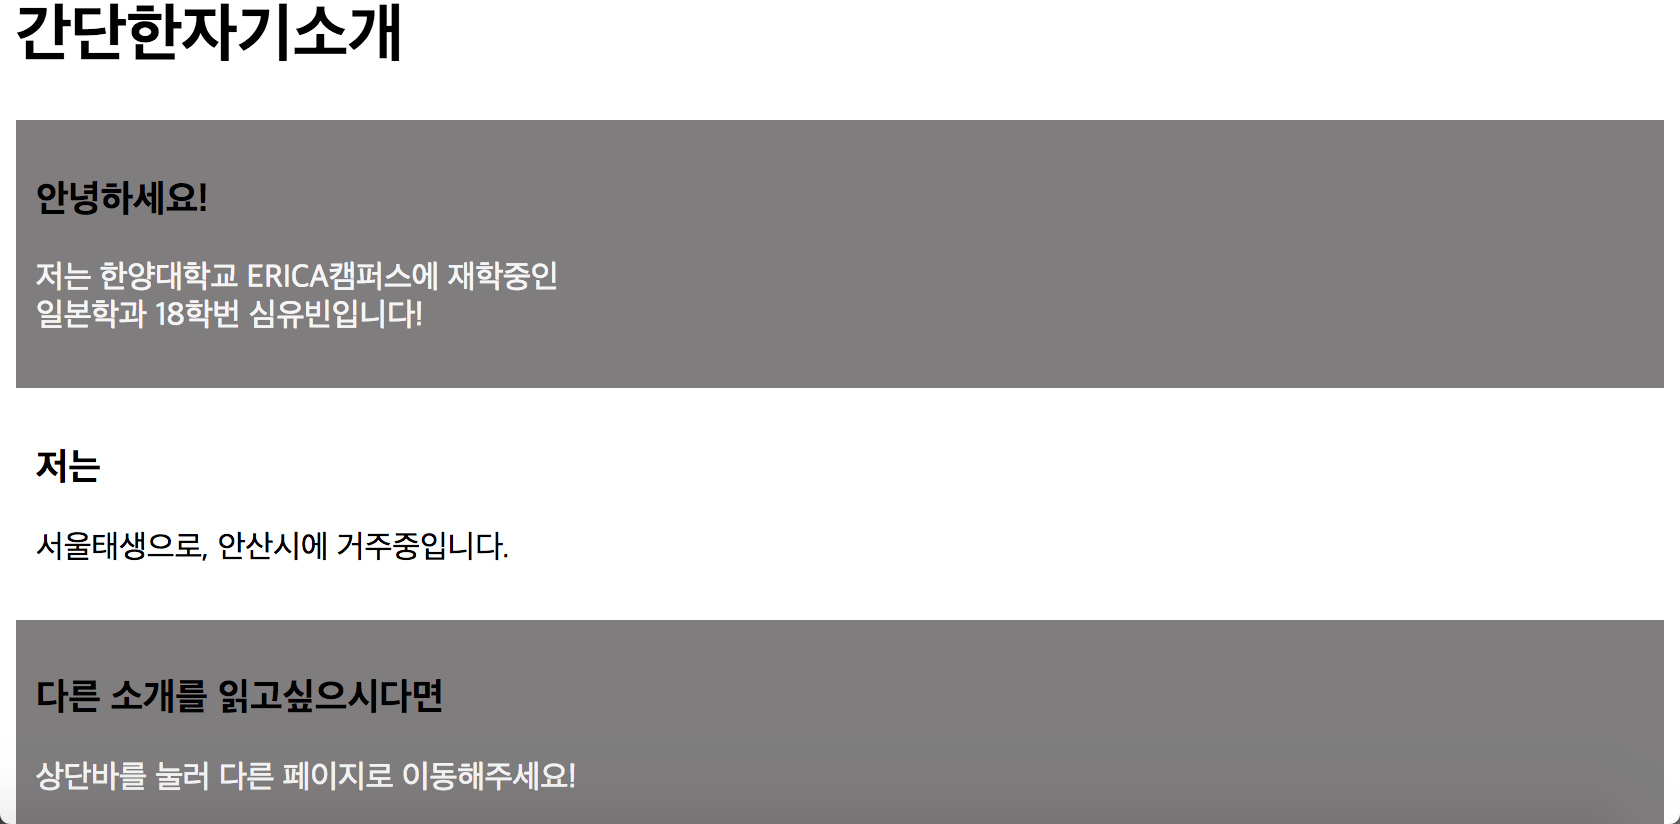 간단한자기소개
안녕하세요!
저는 한양대학교 ERICA캠퍼스에 재학중인
일본학과 18학번 심유빈입니다!
저는
서울태생으로, 안산시에 거주중입니다.
다른 소개를 읽고싶으시다면
상단바를 눌러 다른 페이지로 이동해주세요!